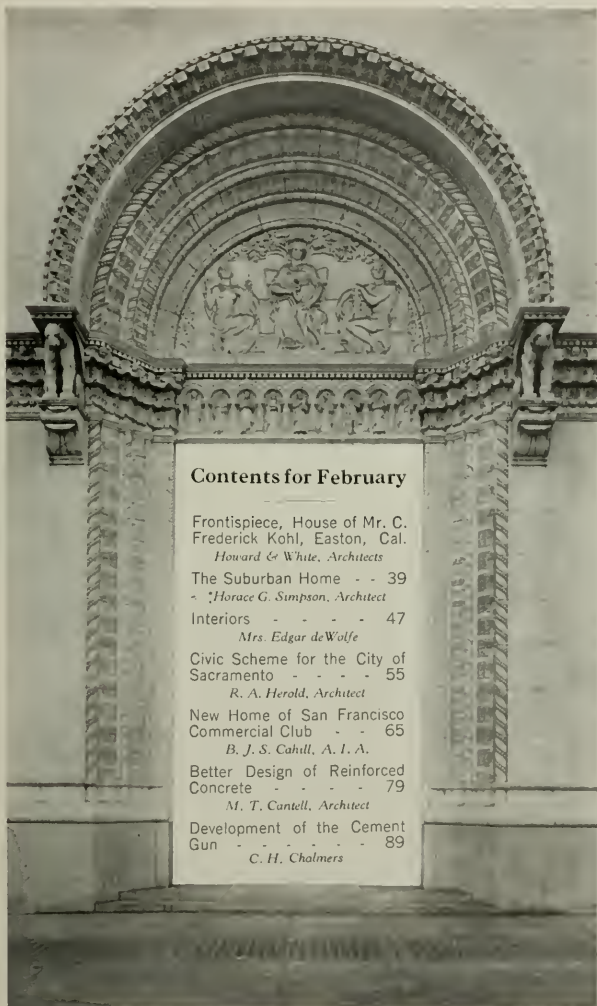 Contents for February
Frontispiece, House of Mr. C.
Frederick Kohl, Easton, Cal.
Howard & White, Architects
The Suburban Home - - 39
Horace G. Simpson, Architect
Interiors - - - - 47
Mrs. Edgar deWolfe
Civic Scheme for the City of
Sacramento - - - - 55
R. A. Herold, Architect
New Home of San Francisco
Commercial Club - - 65
B. J. S. Cahill, A. I. A.
Better Design of Reinforced
Concrete - - - - 79
M. T. Cantell, Architect
Development of the Cement
Gun - - - - - - 89
C. H. Chalmers